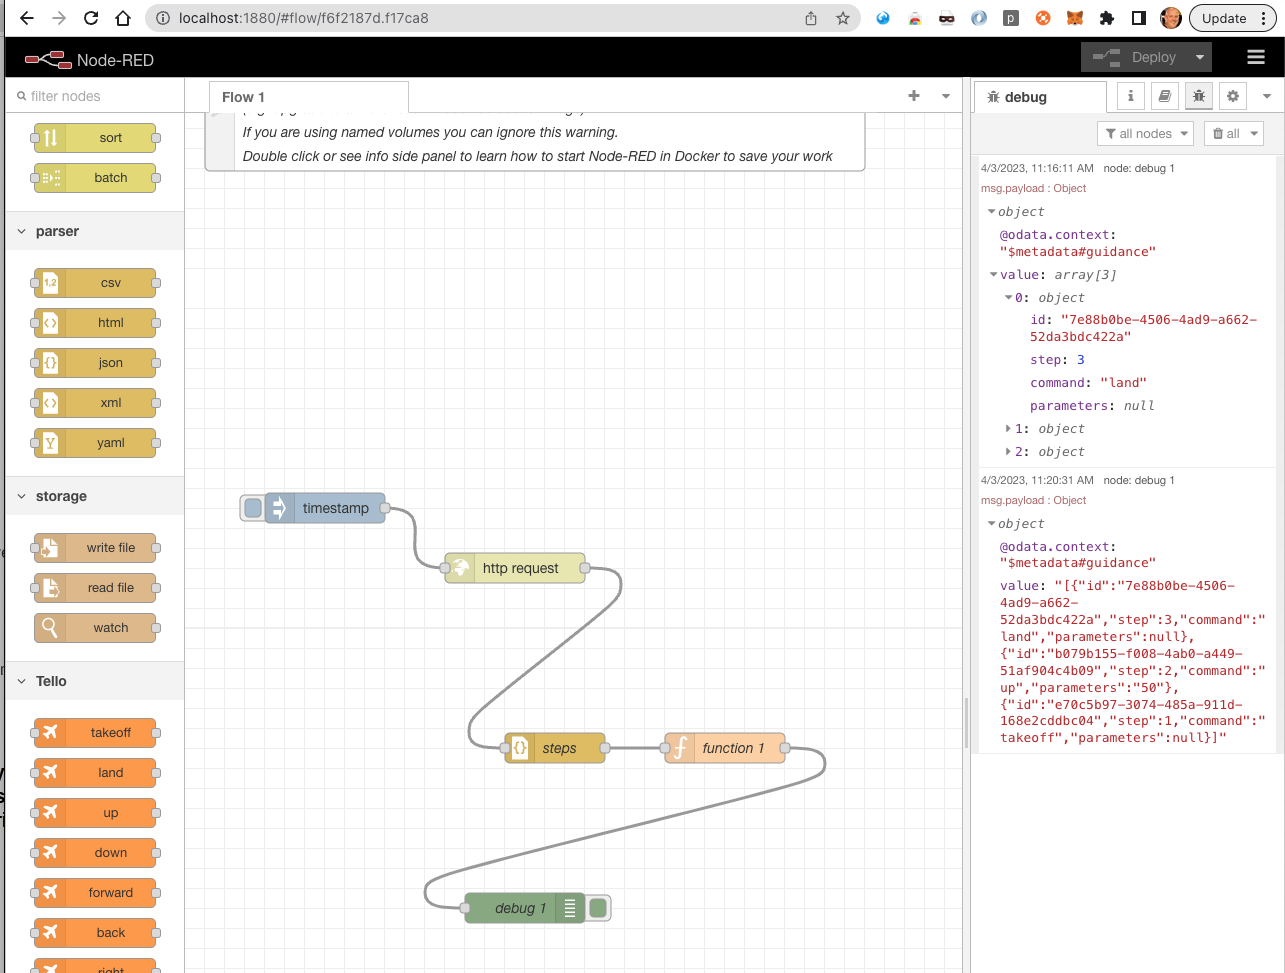 localhost:1880/#flow/f6f2187d.f17ca8
Update
Node-RED
Deploy
filter nodes
sort
batch
parser
csv
html
json
xml
yaml
storage
write file
read file
watch
Tello
takeoff
land
up
down
forward
back
right
Flow 1
If you are using named volumes you can ignore this warning.
Double click or see info side panel to learn how to start Node-RED in Docker to save your work
timestamp
http request
steps
function 1
debug 1
debug
all nodes
all
4/3/2023, 11:16:11 AM node: debug 1
msg.payload : Object
object
@odata.context:
"$metadata#guidance"
value: array[3]
0: object
id: "7e88b0be-4506-4ad9-a662-
52da3bdc422a"
step: 3
command: "land"
parameters: null
1: object
2: object
4/3/2023, 11:20:31 AM node: debug 1
msg.payload : Object
object
@odata.context:
"$metadata#guidance"
value: "[{"id":"7e88b0be-4506-
4ad9-a662-
52da3bdc422a","step":3,"command":"
land","parameters":null},
{"id":"b079b155-f008-4ab0-a449-
51af904c4b09","step":2,"command":"
up","parameters":"50"},
{"id":"e70c5b97-3074-485a-911d-
168e2cddbc04","step":1,"command":"
takeoff","parameters":null}]"